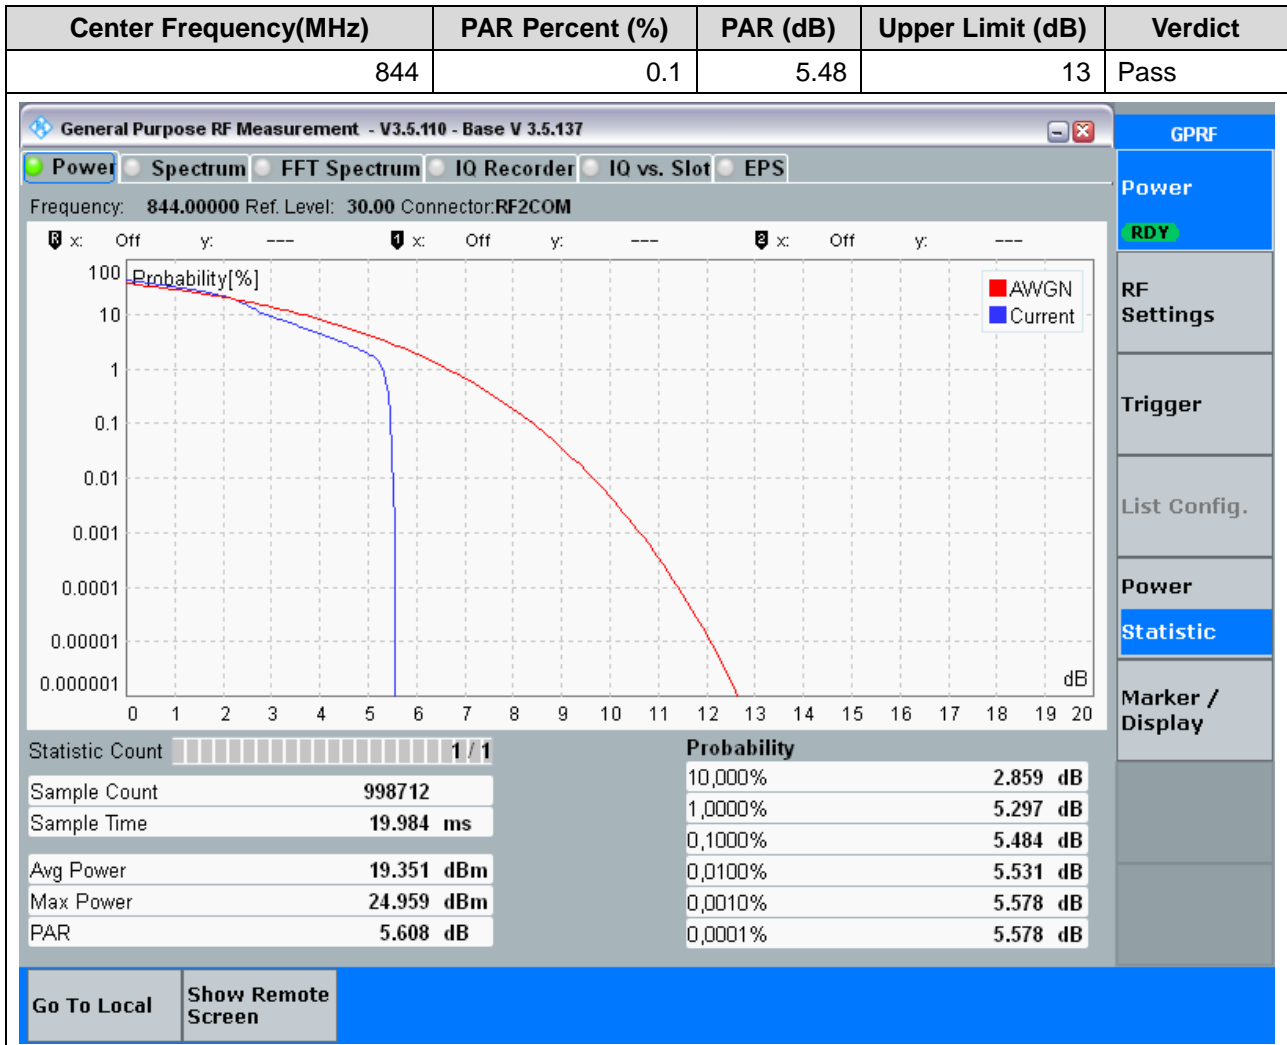 Center Frequency(MHz) PAR Percent (%) PAR (dB) Upper Limit (dB) Verdict
844 0.1 5.48 13 Pass
General Purpose RF Measurement - V3.5.110 - Base V 3.5.137
GPRF
Power Spectrum FFT Spectrum IQ Recorder IQ vs. Slot EPS
Power
RDY
Frequency: 844.00000 Ref. Level: 30.00 Connector:RF2COM
R x: Off y: --- 1 x: Off y: --- 2 x: Off y: ---
Probability[%]
AWGN
Current
100
10
1
0.1
0.01
0.001
0.0001
0.00001
0.000001
dB
0 1 2 3 4 5 6 7 8 9 10 11 12 13 14 15 16 17 18 19 20
RF
Settings
Trigger
List Config.
Power
Statistic
Marker /
Display
Statistic Count 1 / 1
Sample Count 998712
Sample Time 19.984 ms
Avg Power 19.351 dBm
Max Power 24.959 dBm
PAR 5.608 dB
Probability
10,000% 2.859 dB
1,0000% 5.297 dB
0,1000% 5.484 dB
0,0100% 5.531 dB
0,0010% 5.578 dB
0,0001% 5.578 dB
Go To Local
Show Remote
Screen